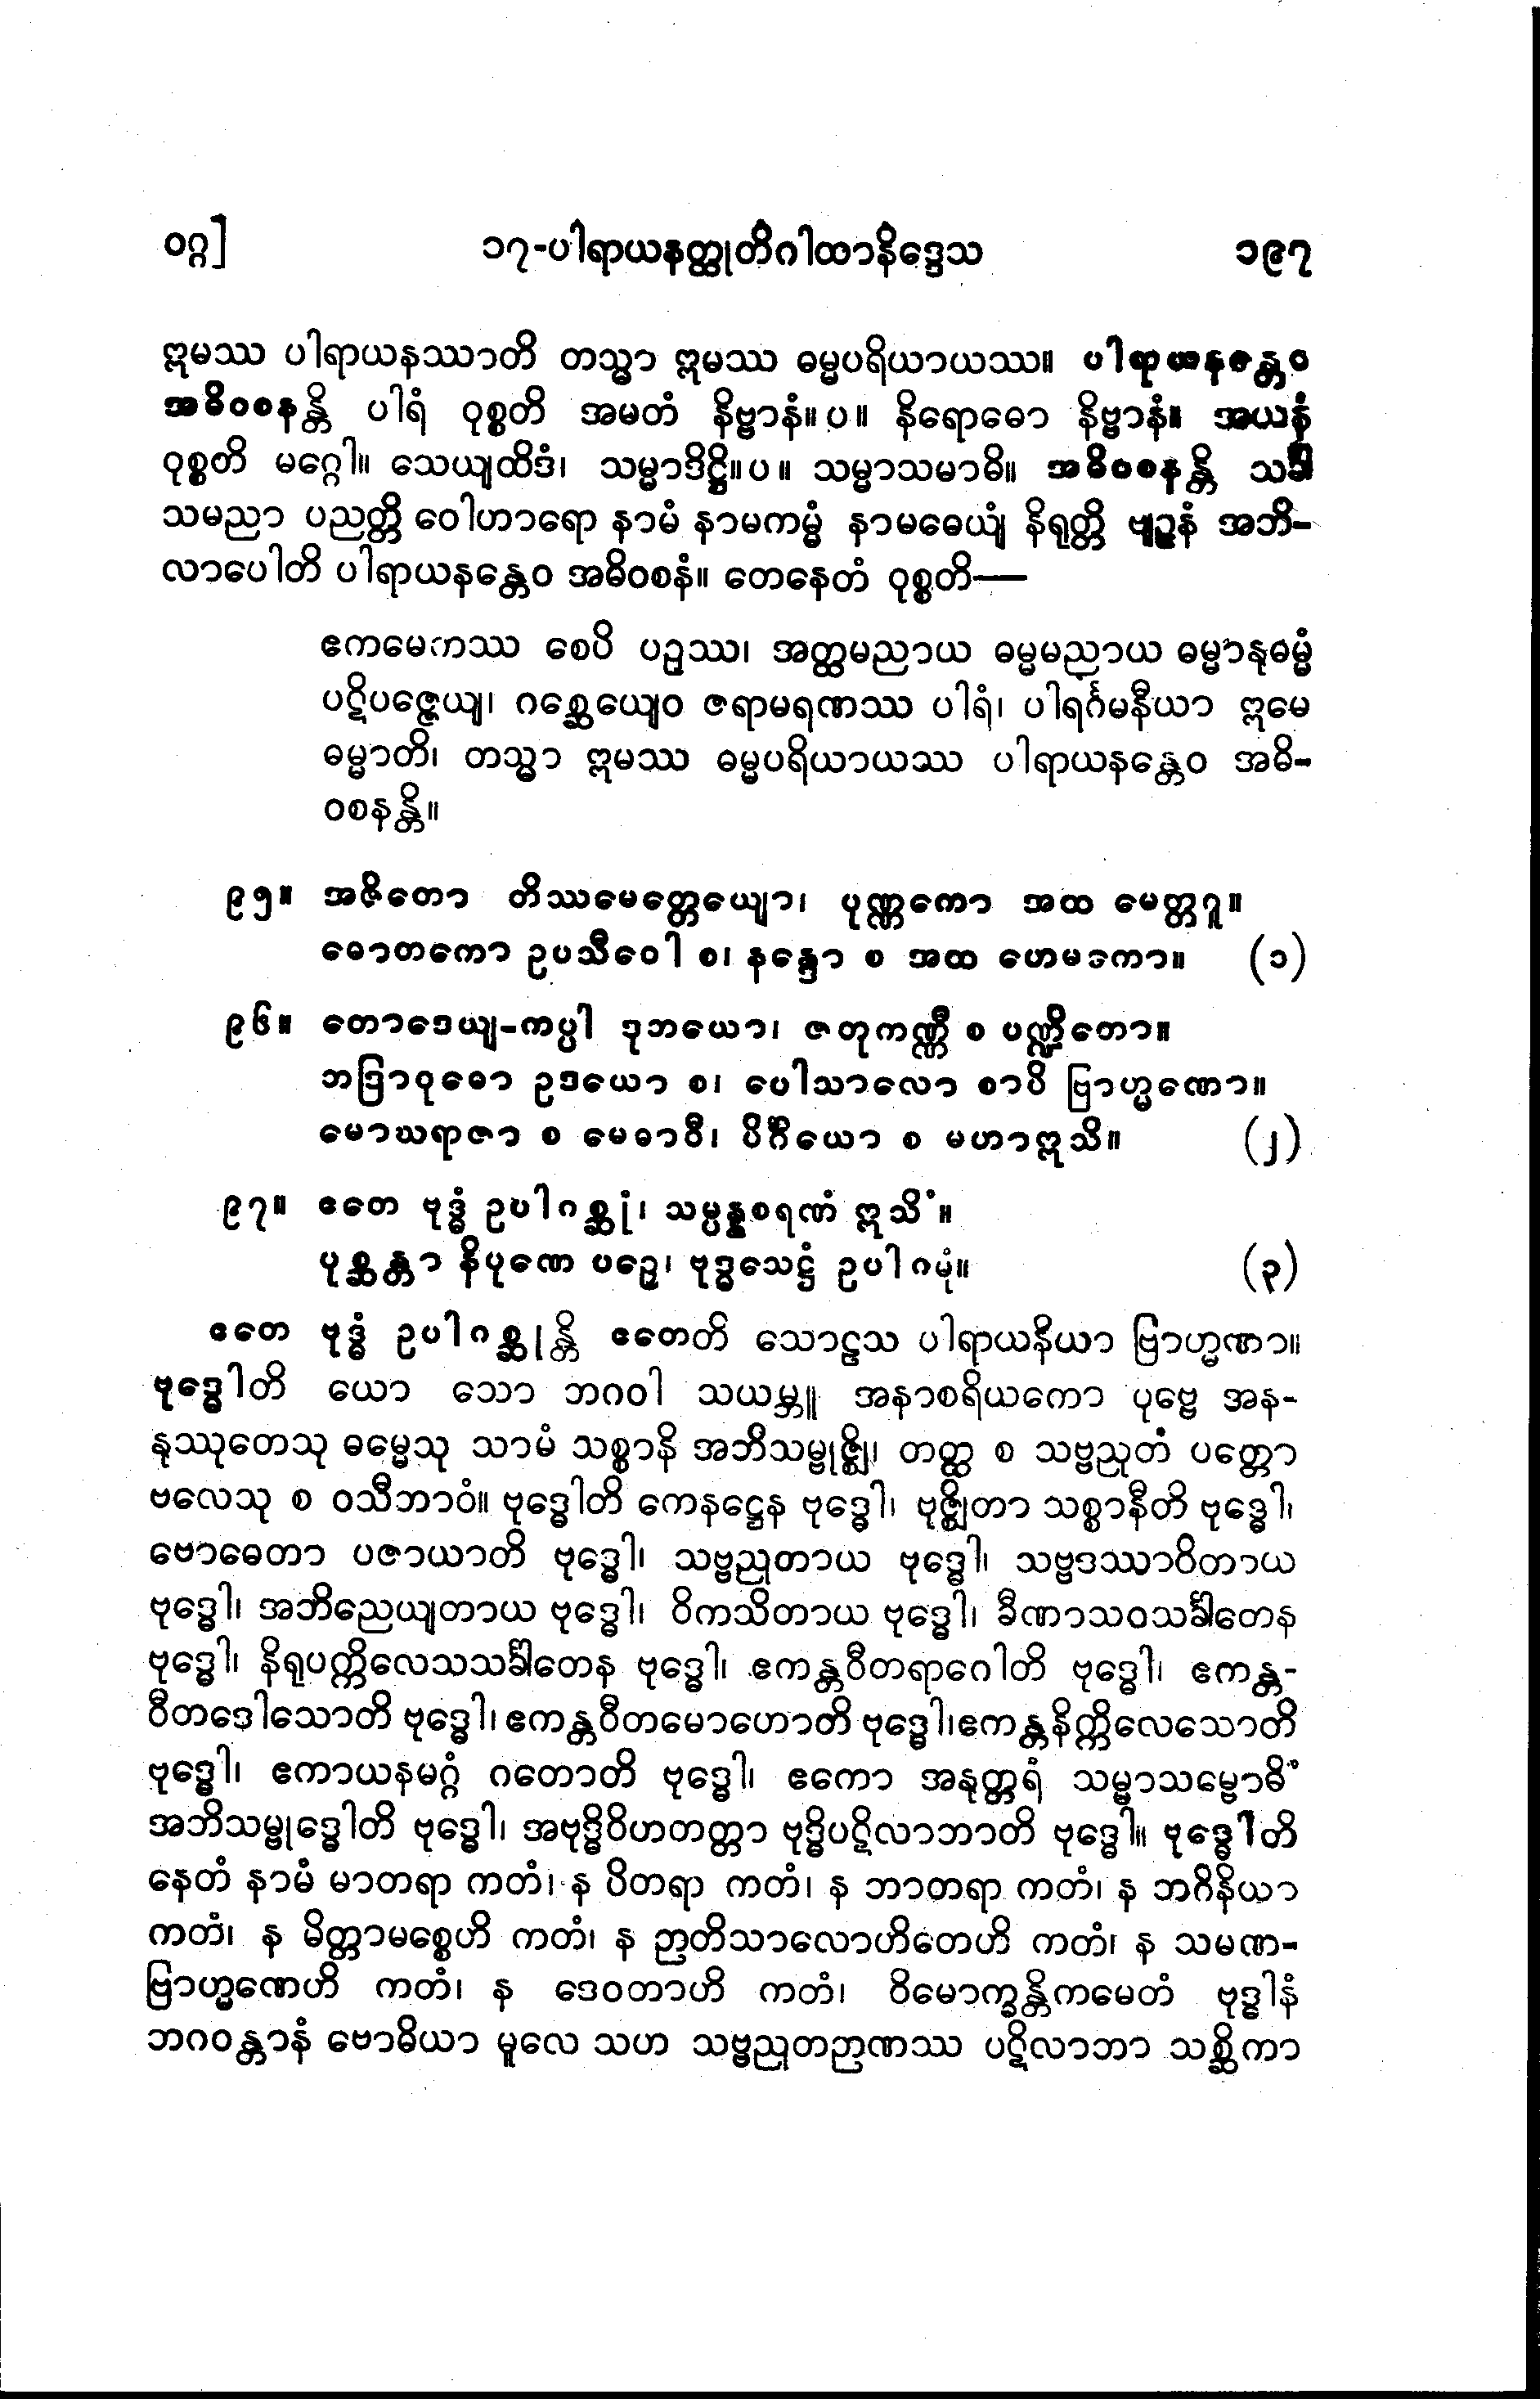 ဝဂ္ဂ]
၁၇-ပါရာယနတ္ထုတိဂါထာနိဒ္ဒေသ
၁၉၇
ဣမဿ ပါရာယနဿာတိ တသ္မာ ဣမဿ ဓမ္မပရိယာယဿ။ ပါရာယနန္တေဝ
အဓိဝစနန္တိ ပါရံ ဝုစ္စတိ အမတံ နိဗ္ဗာနံ။ ပ။ နိရောဓော နိဗ္ဗာနံ။ အယနံ
ဝုစ္စတိ မဂ္ဂေါ။ သေယျထိဒံ၊ သမ္မာဒိဋ္ဌိ။ ပ။ သမ္မာသမာဓိ။ အဓိဝစနန္တိ သင်္ခါ
သမညာ ပညတ္တိ ဝေါဟာရော နာမံ နာမကမ္မံ နာမဓေယျံ နိရုတ္တိ ဗျဉ္ဇနံ အဘိ-
လာပေါတိ ပါရာယနန္တေဝ အဓိဝစနံ။ တေနေတံ ဝုစ္စတိ—
ဧကမေကဿ စေပိ ပဉှဿ၊ အတ္ထမညာယ ဓမ္မမညာယ ဓမ္မာနုဓမ္မံ
ပဋိပဇ္ဇေယျ၊ ဂစ္ဆေယျေဝ ဇရာမရဏဿ ပါရံ၊ ပါရင်္ဂမနီယာ ဣမေ
ဓမ္မာတိ၊ တသ္မာ ဣမဿ ဓမ္မပရိယာယဿ ပါရာယနန္တေဝ အဓိ-
ဝစနန္တိ။
၉၅။ အဇိတော တိဿမေတ္တေယျော၊ ပုဏ္ဏကော အထ မေတ္တဂူ။
ဓောတကော ဥပသီဝေါ စ၊ နန္ဒော စ အထ ဟေမကော။ (၁)
၉၆။ တောဒေယျ-ကပ္ပါ ဒုဘယော၊ ဇတုကဏ္ဏီ စ ပဏ္ဍိတော။
ဘဒြာဝုဓော ဥဒယော စ၊ ပေါသာလော စာပိ ဗြာဟ္မဏော။
မောဃရာဇာ စ မေဓာဝီ၊ ပိင်္ဂိယော စ မဟာဣသိ။ (၂)
၉၇။ ဧတေ ဗုဒ္ဓံ ဥပါဂစ္ဆုံ၊ သမ္ပန္နစရဏံ ဣသိံ။
ပုစ္ဆန္တာ နိပုဏေ ပဉှေ၊ ဗုဒ္ဓသေဋ္ဌံ ဥပါဂမုံ။ (၃)
ဧတေ ဗုဒ္ဓံ ဥပါဂစ္ဆုန္တိ ဧတေတိ သောဠသ ပါရာယနိယာ ဗြာဟ္မဏာ။
ဗုဒ္ဓေါတိ ယော သော ဘဂဝါ သယမ္ဘူ အနာစရိယကော ပုဗ္ဗေ အန-
နုဿုတေသု ဓမ္မေသု သာမံ သစ္စာနိ အဘိသမ္ဗုဇ္ဈိ၊ တတ္ထ စ သဗ္ဗညုတံ ပတ္တော
ဗလေသု စ ဝသီဘာဝံ။ ဗုဒ္ဓေါတိ ကေနဋ္ဌေန ဗုဒ္ဓေါ၊ ဗုဇ္ဈိတာ သစ္စာနီတိ ဗုဒ္ဓေါ၊
ဗောဓေတာ ပဇာယာတိ ဗုဒ္ဓေါ၊ သဗ္ဗညုတာယ ဗုဒ္ဓေါ၊ သဗ္ဗဒဿာဝိတာယ
ဗုဒ္ဓေါ၊ အဘိညေယျတာယ ဗုဒ္ဓေါ၊ ဝိကသိတာယ ဗုဒ္ဓေါ၊ ခီဏာသဝသင်္ခါတေန
ဗုဒ္ဓေါ၊ နိရုပက္ကိလေသသင်္ခါတေန ဗုဒ္ဓေါ၊ ဧကန္တဝီတရာဂေါတိ ဗုဒ္ဓေါ၊ ဧကန္တ-
ဝီတဒေါသောတိ ဗုဒ္ဓေါ၊ ဧကန္တဝီတမောဟောတိ ဗုဒ္ဓေါ၊ ဧကန္တနိက္ကိလေသောတိ
ဗုဒ္ဓေါ၊ ဧကာယနမဂ္ဂံ ဂတောတိ ဗုဒ္ဓေါ၊ ဧကော အနုတ္တရံ သမ္မာသမ္ဗောဓိံ
အဘိသမ္ဗုဒ္ဓေါတိ ဗုဒ္ဓေါ၊ အဗုဒ္ဓိဝိဟတတ္တာ ဗုဒ္ဓိပဋိလာဘာတိ ဗုဒ္ဓေါ။ ဗုဒ္ဓေါတိ
နေတံ နာမံ မာတရာ ကတံ၊ န ပိတရာ ကတံ၊ န ဘာတရာ ကတံ၊ န ဘဂိနိယာ
ကတံ၊ န မိတ္တာမစ္စေဟိ ကတံ၊ န ဉာတိသာလောဟိတေဟိ ကတံ၊ န သမဏ-
ဗြာဟ္မဏေဟိ ကတံ၊ န ဒေဝတာဟိ ကတံ၊ ဝိမောက္ခန္တိကမေတံ ဗုဒ္ဓါနံ
ဘဂဝန္တာနံ ဗောဓိယာ မူလေ သဟ သဗ္ဗညုတဉာဏဿ ပဋိလာဘာ သစ္ဆိကာ